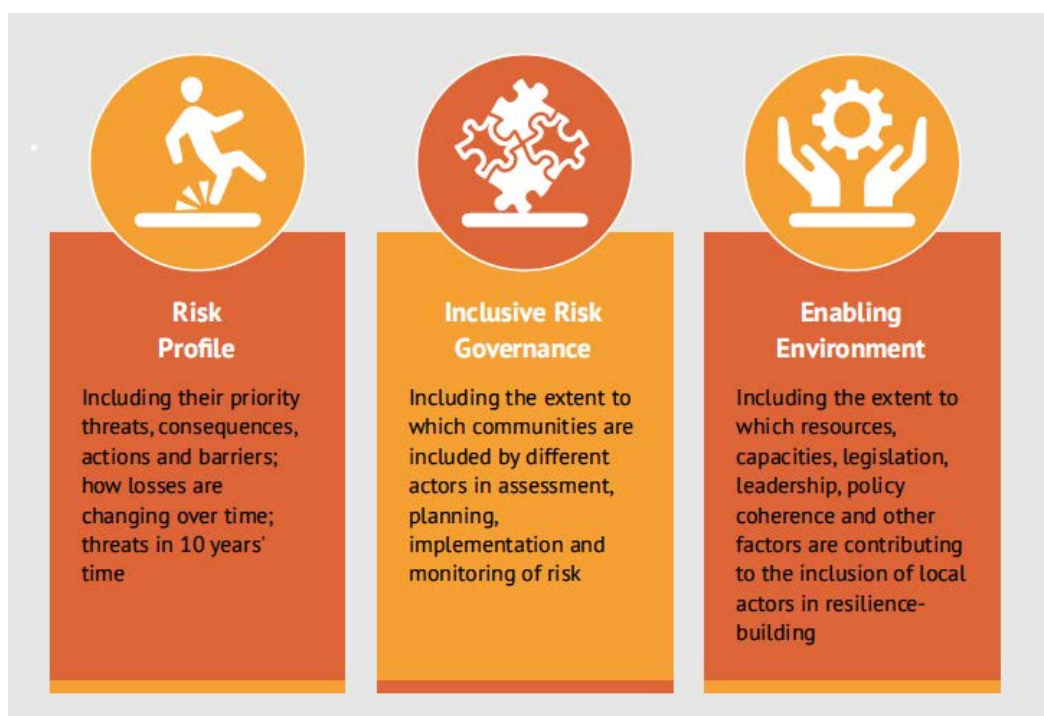 Risk
Profile
Including their priority
threats, consequences,
actions and barriers;
how losses are
changing over time;
threats in 10 years'
time
Inclusive Risk
Governance
Including the extent to
which communities are
included by different
actors in assessment,
planning,
implementation and
monitoring of risk
Enabling
Environment
Including the extent to
which resources,
capacities, legislation,
leadership, policy
coherence and other
factors are contributing
to the inclusion of local
actors in resilience-
building